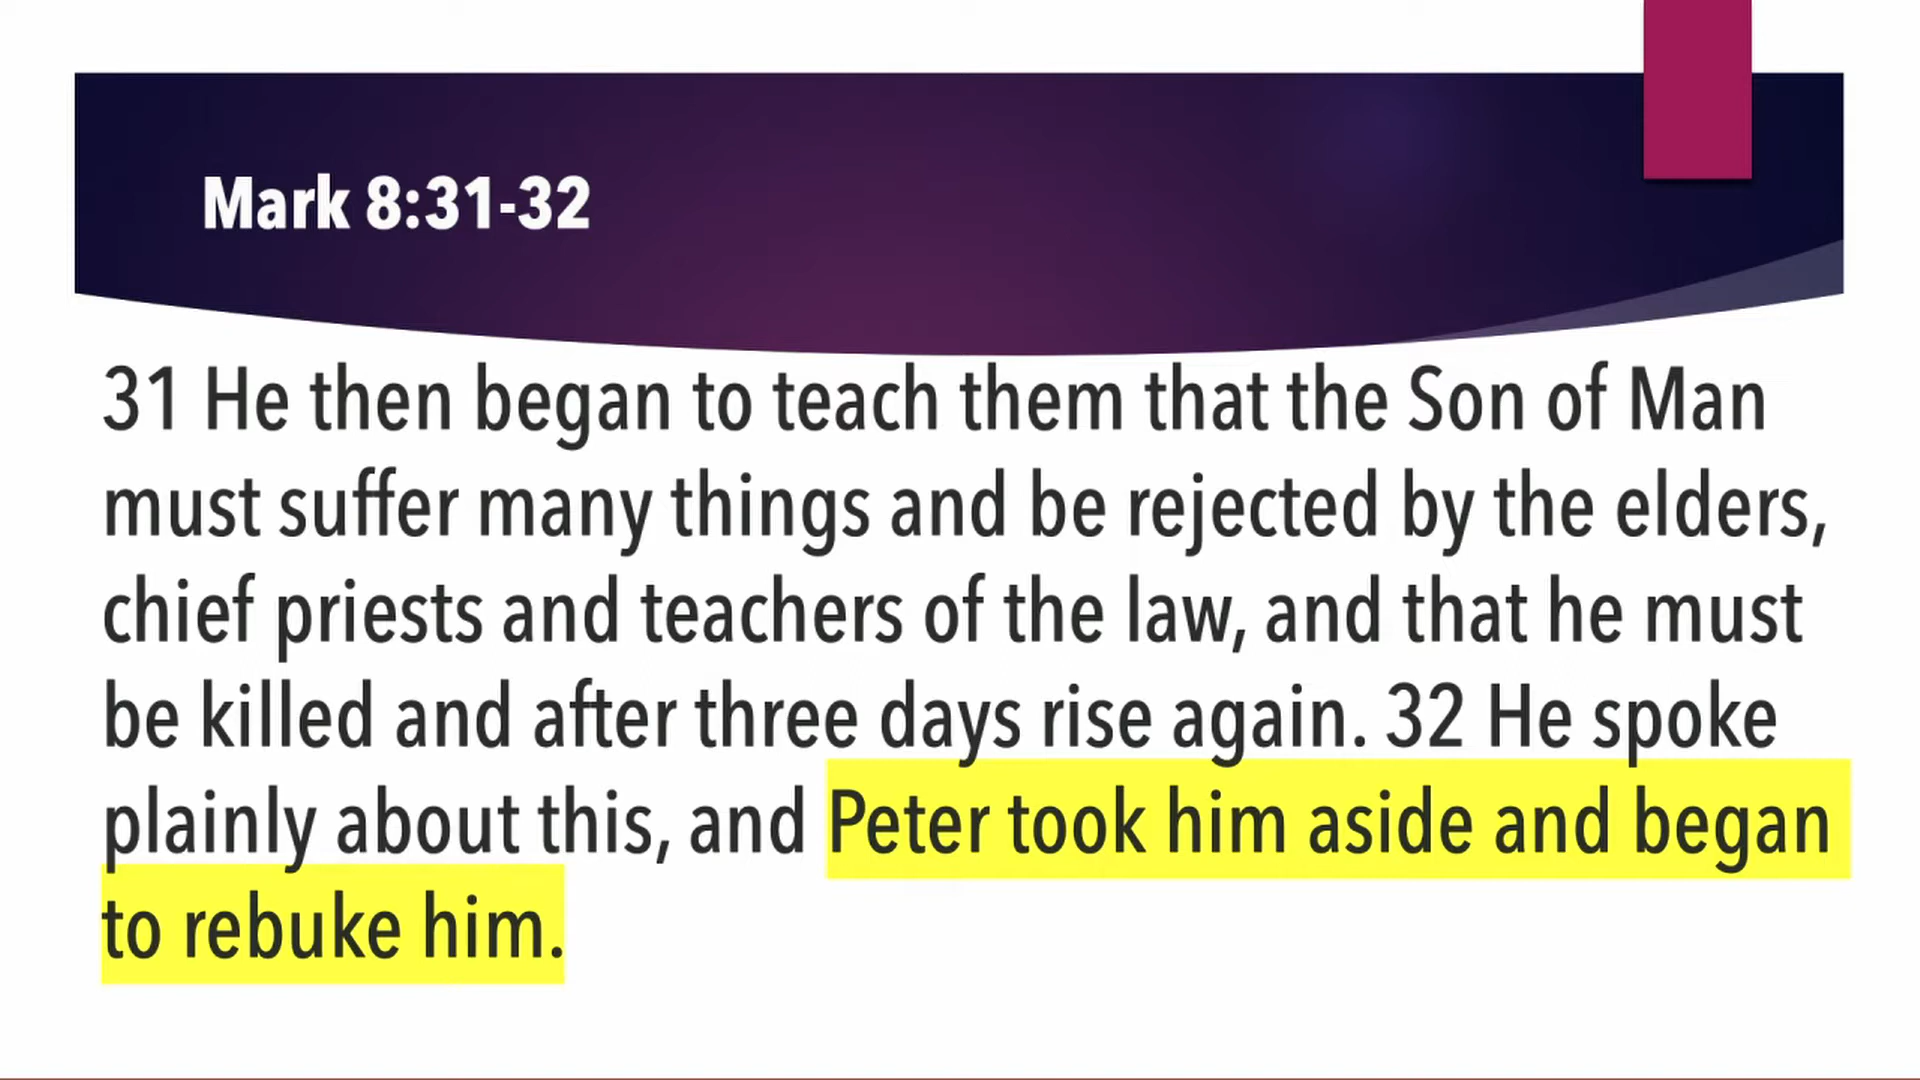 Mark 8:31-32
31 He then began to teach them that the Son of Man
must suffer many things and be rejected by the elders,
chief priests and teachers of the law, and that he must
be killed and after three days rise again. 32 He spoke
plainly about this, and Peter took him aside and began
to rebuke him.